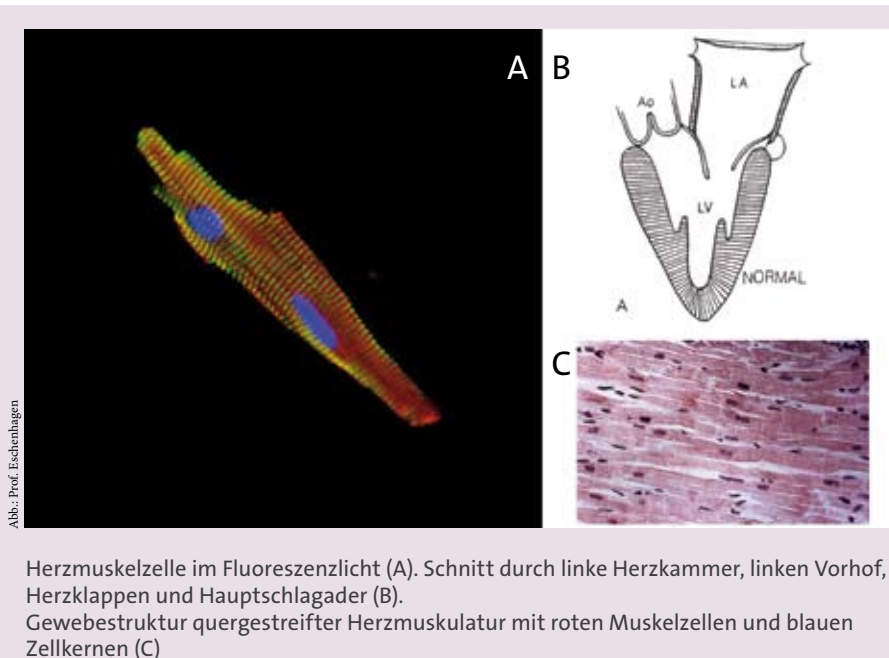 A
B
LA
Ao
LV
NORMAL
A
C
Abb.: Prof. Eschenhagen
Herzmuskelzelle im Fluoreszenzlicht (A). Schnitt durch linke Herzkammer, linken Vorhof,
Herzklappen und Hauptschlagader (B).
Gewebestruktur quergestreifter Herzmuskulatur mit roten Muskelzellen und blauen
Zellkernen (C)